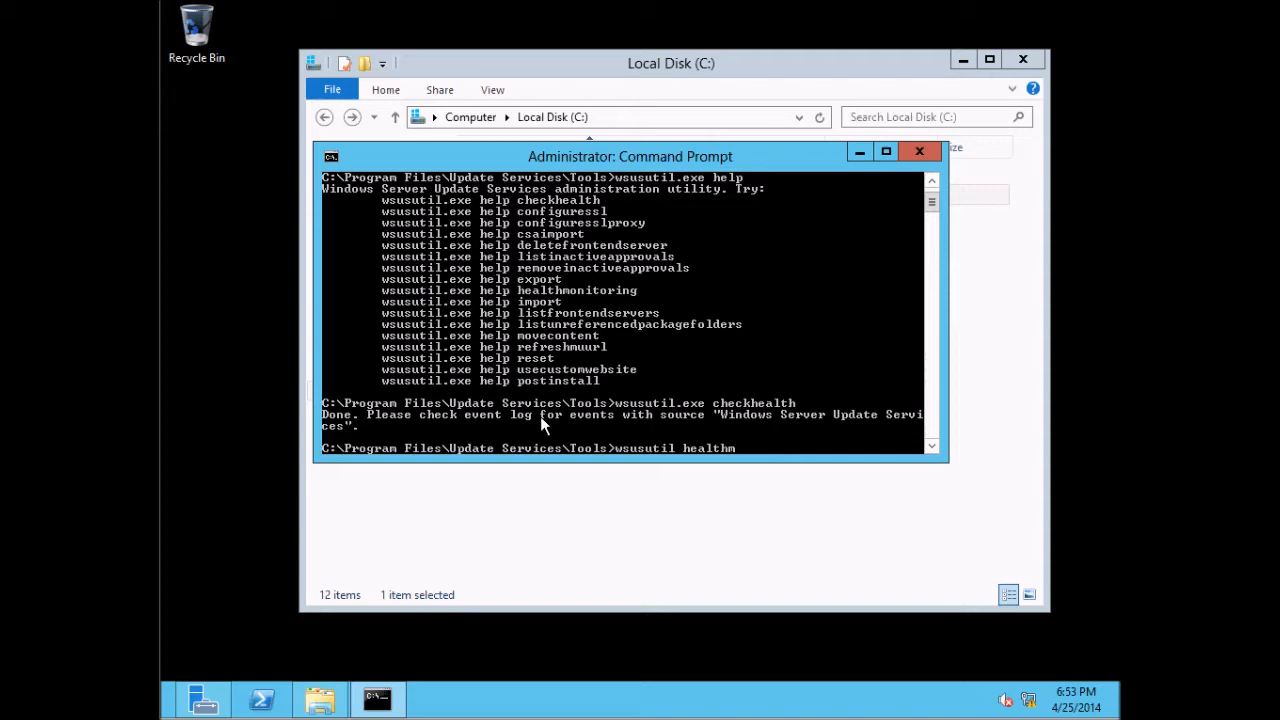 Recycle Bin
Local Disk (C:)
File
Home
Share
View
Computer
Local Disk (C:)
Search Local Disk (C:)
ize
Administrator: Command Prompt
C:\Program Files\Update Services\Tools>wsusutil.exe help
Windows Server Update Services administration utility. Try:
wsusutil.exe help checkhealth
wsusutil.exe help configuressl
wsusutil.exe help configuresslproxy
wsusutil.exe help csaimport
wsusutil.exe help deletefrontendserver
wsusutil.exe help listinactiveapprovals
wsusutil.exe help removeinactiveapprovals
wsusutil.exe help export
wsusutil.exe help healthmonitoring
wsusutil.exe help import
wsusutil.exe help listfrontendservers
wsusutil.exe help listunreferencedpackagefolders
wsusutil.exe help movecontent
wsusutil.exe help refreshmuurl
wsusutil.exe help reset
wsusutil.exe help usecustomwebsite
wsusutil.exe help postinstall
C:\Program Files\Update Services\Tools>wsusutil.exe checkhealth
Done. Please check event log for events with source "Windows Server Update Servi
ces".
C:\Program Files\Update Services\Tools>wsusutil healthm
12 items
1 item selected
6:53 PM
4/25/2014